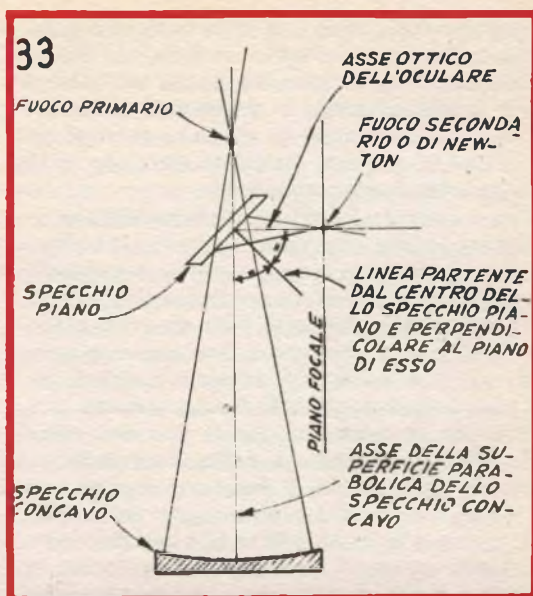 33
ASSE OTTICO
DELL'OCULARE
FUOCO PRIMARIO
FUOCO SECONDA
RIO O DI NEW-
TON
SPECCHIO
PIANO
LINEA PARTENTE
DAL CENTRO DEL-
LO SPECCHIO PIA-
NO E PERPENDI-
COLARE AL PIANO
DI ESSO
PIANO FOCALE
ASSE DELLA SU-
PERFICIE PARA-
BOLICA DELLO
SPECCHIO CON-
CAVO
SPECCHIO
CONCAVO